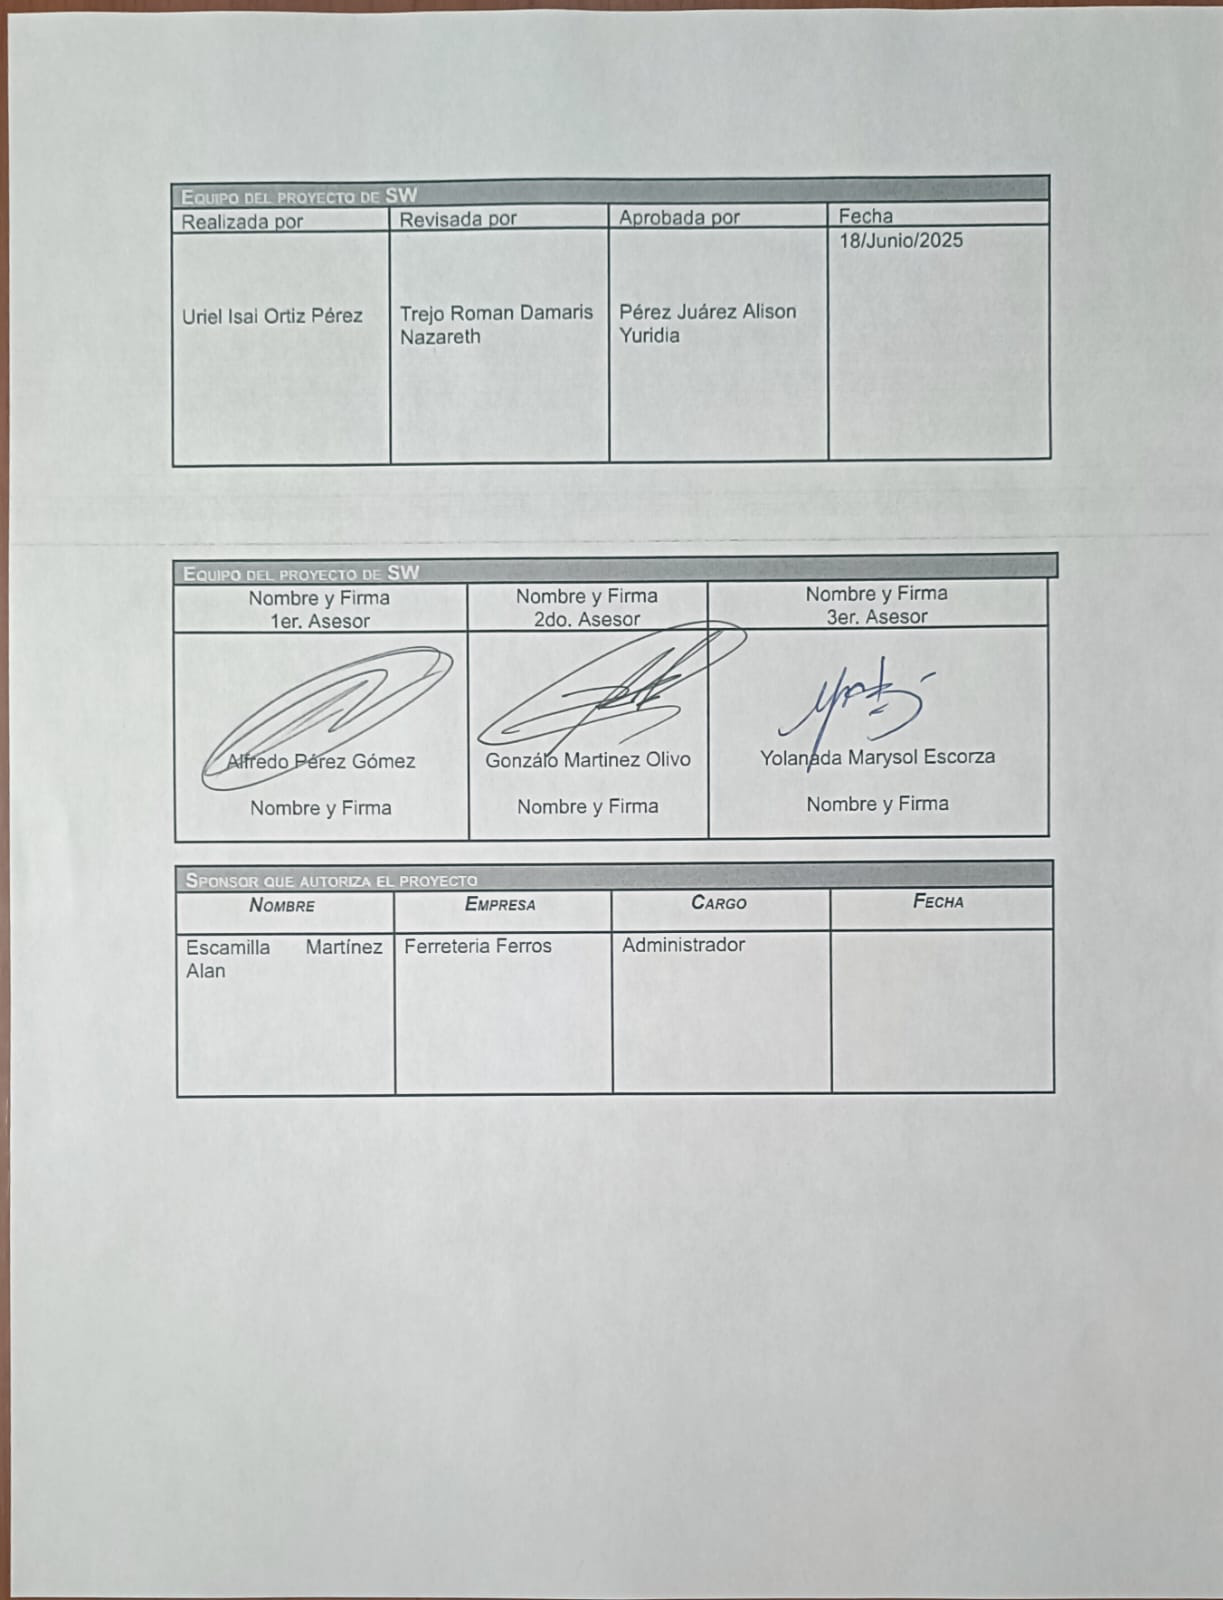 EQUIPO DEL PROYECTO DE SW
Realizada por Revisada por Aprobada por Fecha
18/Junio/2025
Uriel Isai Ortiz Pérez Trejo Roman Damaris Nazareth Pérez Juárez Alison Yuridia
EQUIPO DEL PROYECTO DE SW
Nombre y Firma Nombre y Firma Nombre y Firma
1er. Asesor 2do. Asesor 3er. Asesor
Alfredo Pérez Gómez Gonzálo Martinez Olivo Yolanada Marysol Escorza
Nombre y Firma Nombre y Firma Nombre y Firma
SPONSOR QUE AUTORIZA EL PROYECTO
NOMBRE EMPRESA CARGO FECHA
Escamilla Martínez Ferreteria Ferros Administrador
Alan